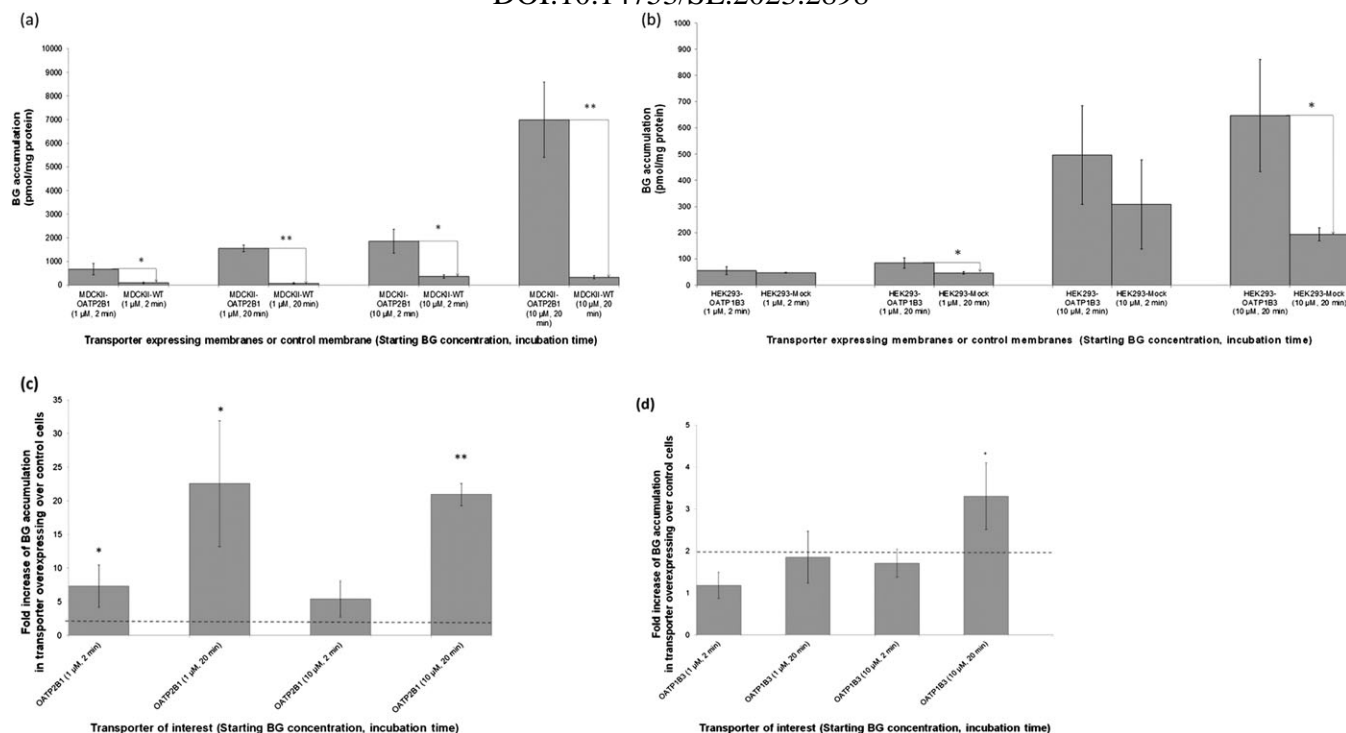 DOI:10.14753/SE.2025.2898
(a)
BG accumulation
(pmol/mg protein)
10000
9000
8000
7000
6000
5000
4000
3000
2000
1000
0
*
**
*
**
MDCKII-
OATP2B1
(1 µM, 2 min)
MDCKII-WT
(1 µM, 2 min)
MDCKII-
OATP2B1
(1 µM, 20 min)
MDCKII-WT
(1 µM, 20 min)
MDCKII-
OATP2B1
(10 µM, 2 min)
MDCKII-WT
(10 µM, 2
min)
MDCKII-
OATP2B1
(10 µM, 20
min)
MDCKII-WT
(10 µM, 20
min)
Transporter expressing membranes or control membrane (Starting BG concentration, incubation time)
(b)
BG accumulation
(pmol/mg protein)
1000
900
800
700
600
500
400
300
200
100
0
*
*
HEK293-
OATP1B3
(1 µM, 2 min)
HEK293-Mock
(1 µM, 2 min)
HEK293-
OATP1B3
(1 µM, 20 min)
HEK293-Mock
(1 µM, 20 min)
HEK293-
OATP1B3
(10 µM, 2 min)
HEK293-Mock
(10 µM, 2 min)
HEK293-
OATP1B3
(10 µM, 20 min)
HEK293-Mock
(10 µM, 20 min)
Transporter expressing membranes or control membranes (Starting BG concentration, incubation time)
(c)
Fold increase of BG accumulation
in transporter overexpressing over control cells
35
30
25
20
15
10
5
0
*
*
**
OATP2B1 (1 µM, 2 min)
OATP2B1 (1 µM, 20 min)
OATP2B1 (10 µM, 2 min)
OATP2B1 (10 µM, 20 min)
Transporter of interest (Starting BG concentration, incubation time)
(d)
Fold increase of BG accumulation
in transporter overexpressing over control cells
5
4
3
2
1
0
*
OATP1B3 (1 µM, 2 min)
OATP1B3 (1 µM, 20 min)
OATP1B3 (10 µM, 2 min)
OATP1B3 (10 µM, 20 min)
Transporter of interest (Starting BG concentration, incubation time)